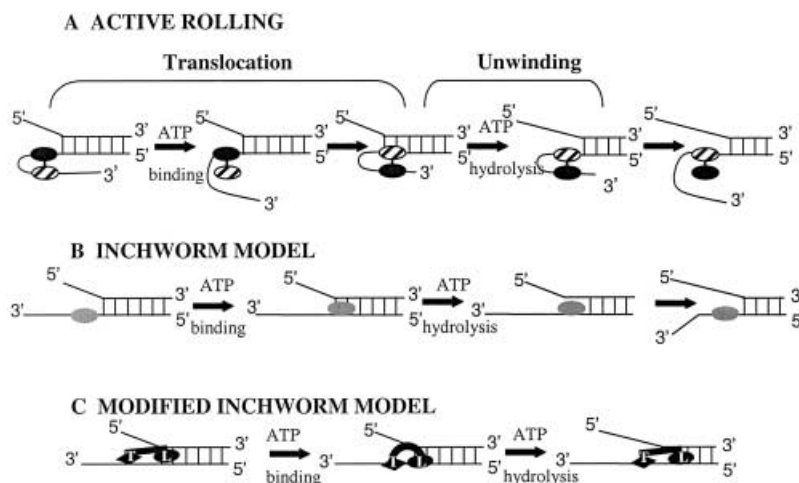 A ACTIVE ROLLING
Translocation Unwinding
5' 3' 5' 3' 5' 3' 5' 3' 5' 3'
ATP ATP
5' 5' 5' 5' 5'
binding hydrolysis
3' 3' 3' 3' 3'
B INCHWORM MODEL
5' 5' 5' 5'
ATP ATP
3' 3' 3' 3'
3' 5' 3' 5' 3' 5' 5'
binding hydrolysis
3'
C MODIFIED INCHWORM MODEL
5' 5' 5'
ATP ATP
3' 3' 3'
3' 5' 3' 5' 3' 5'
binding hydrolysis